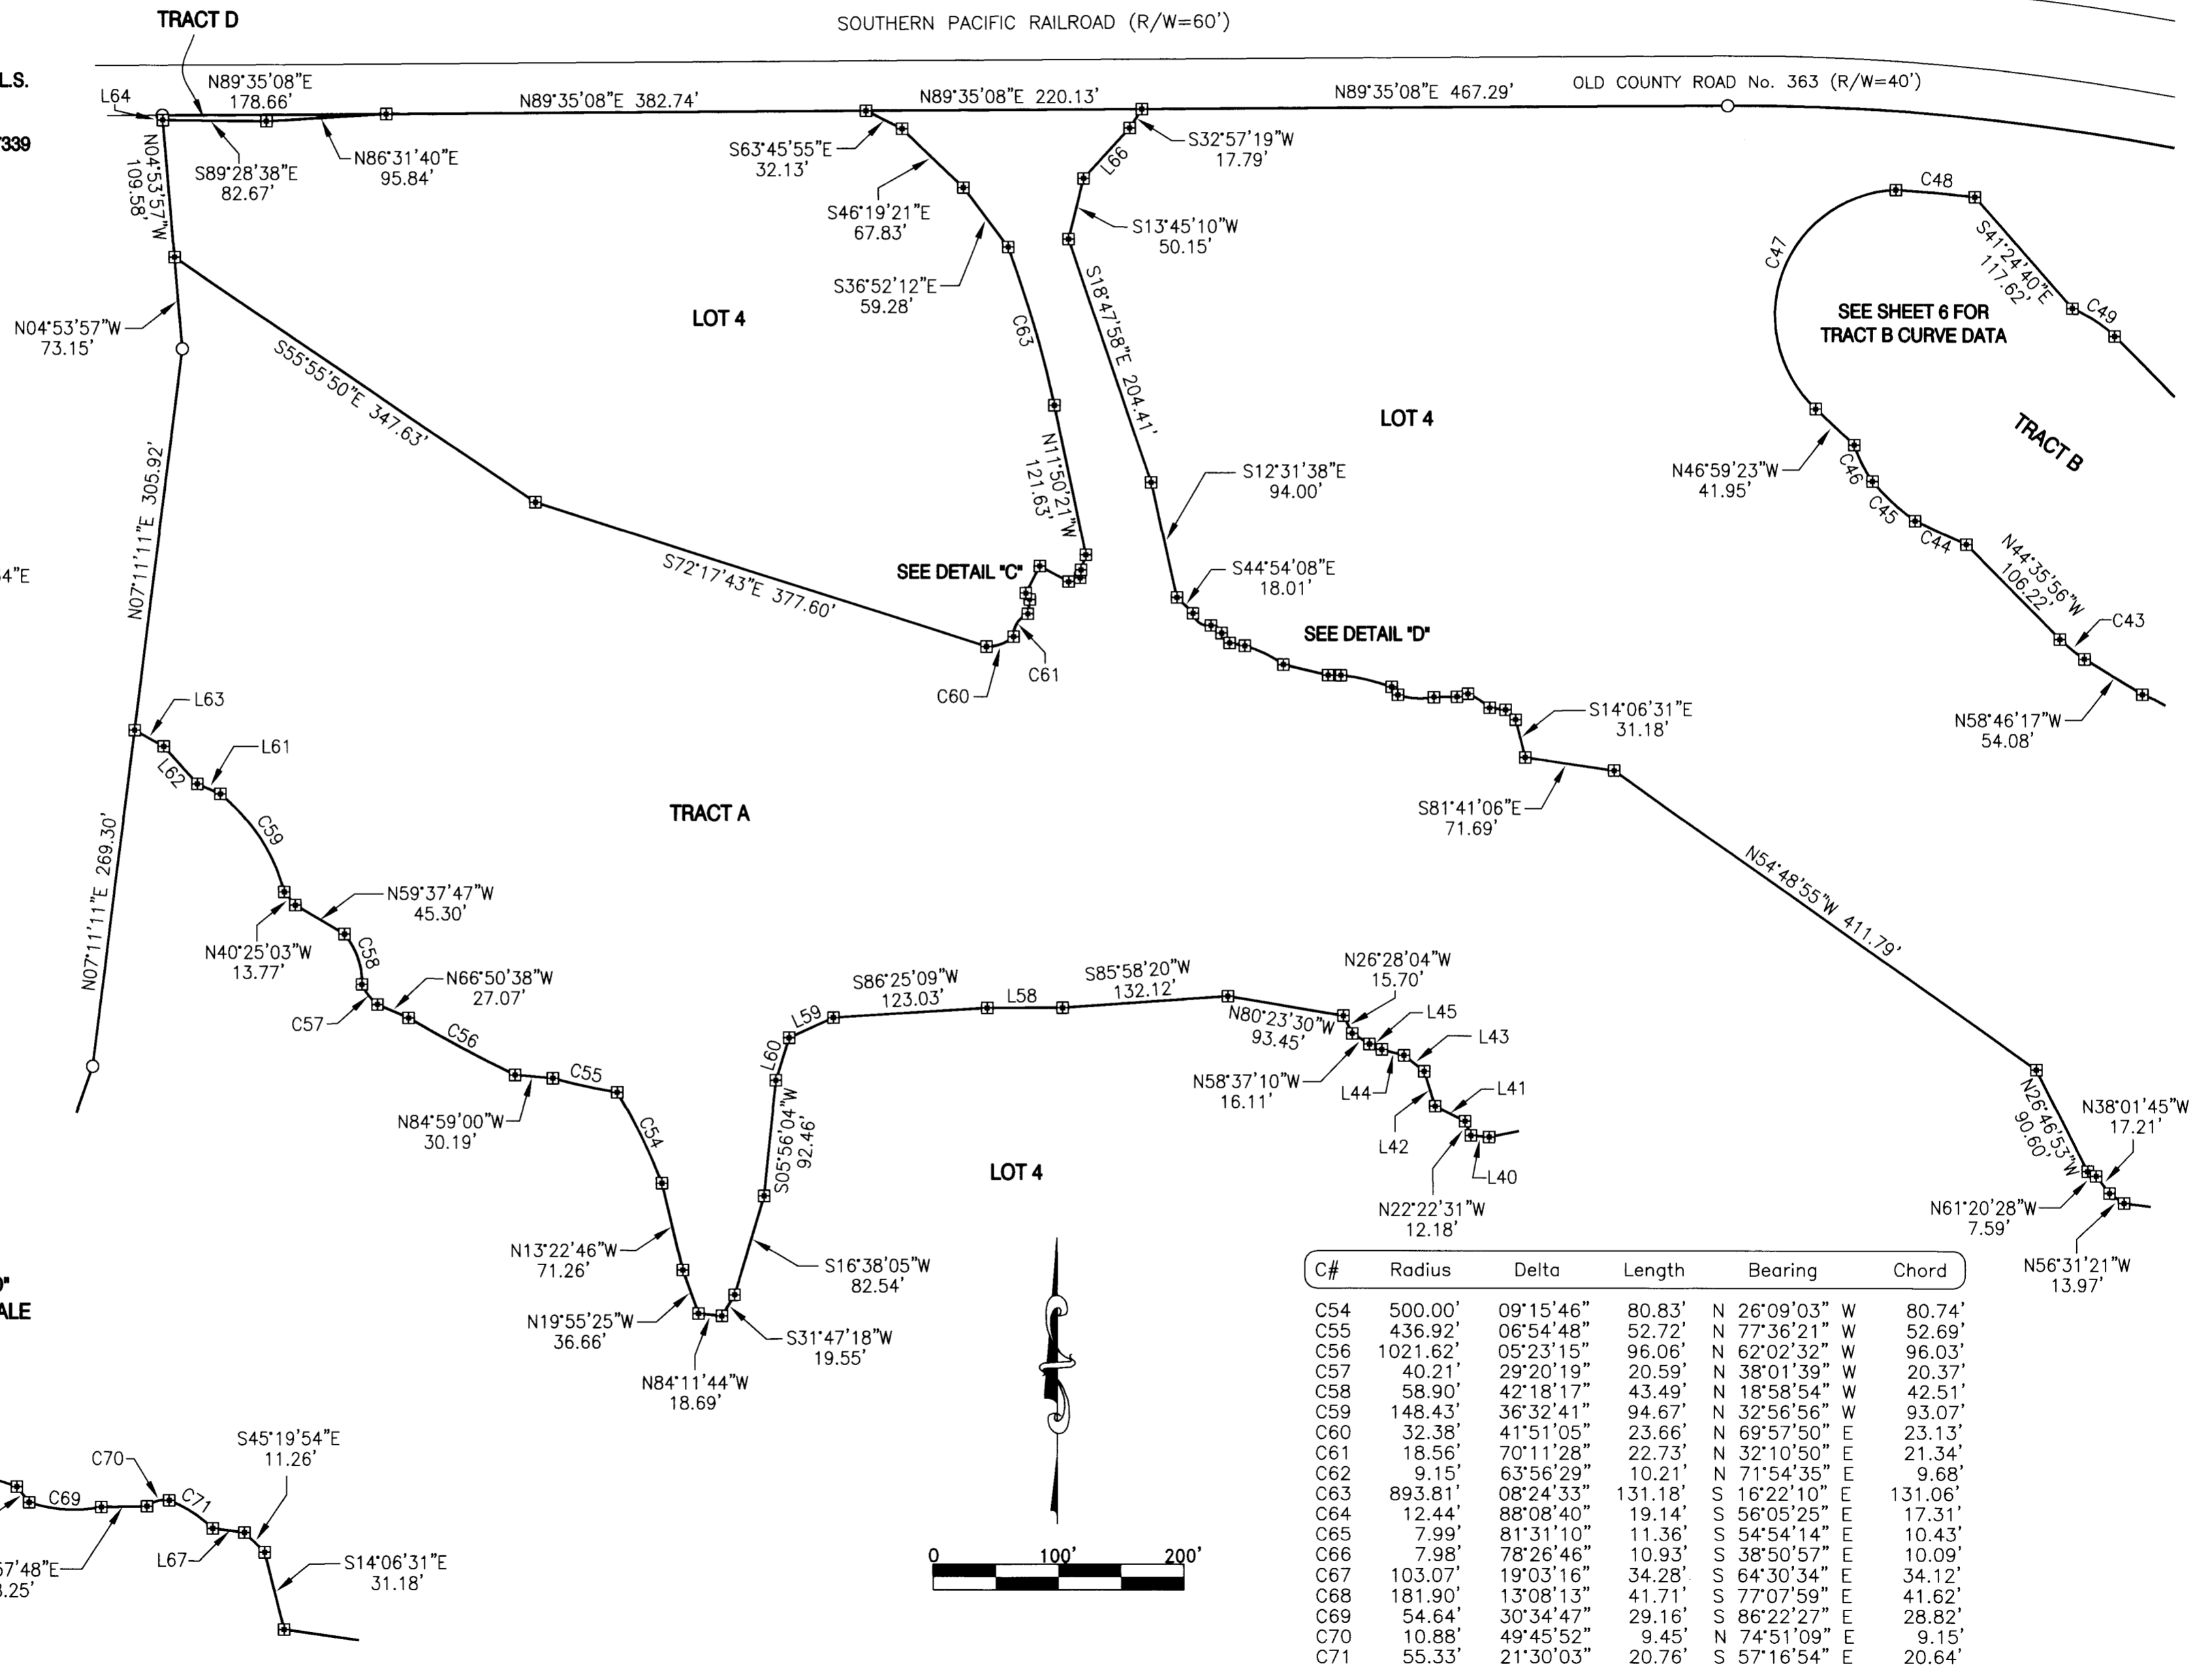 TRACT D
SOUTHERN PACIFIC RAILROAD (R/W=60')
L.S.
L64
N89°35'08"E
178.66'
N89°35'08"E 382.74'
N89°35'08"E 220.13'
N89°35'08"E 467.29'
OLD COUNTY ROAD No. 363 (R/W=40')
7339
N04°53'57"W
109.58'
S89°28'38"E
82.67'
N86°31'40"E
95.84'
S63°45'55"E
32.13'
L66
S32°57'19"W
17.79'
S46°19'21"E
67.83'
S13°45'10"W
50.15'
S36°52'12"E
59.28'
C48
C47
S41°24'40"E
117.62'
C49
SEE SHEET 6 FOR
TRACT B CURVE DATA
N04°53'57"W
73.15'
LOT 4
C63
S18°47'58"E 204.41'
S55°55'50"E 347.63'
LOT 4
TRACT B
N07°11'11"E 305.92'
N11°50'21"W
121.63'
S12°31'38"E
94.00'
N46°59'23"W
41.95'
C46
C45
C44
N44°35'56"W
106.22'
C43
N58°46'17"W
54.08'
4"E
S72°17'43"E 377.60'
SEE DETAIL "C"
S44°54'08"E
18.01'
SEE DETAIL "D"
C60
C61
L63
L62
L61
S14°06'31"E
31.18'
S81°41'06"E
71.69'
TRACT A
C59
N07°11'11"E 269.30'
N54°48'55"W 411.79'
N59°37'47"W
45.30'
N40°25'03"W
13.77'
C58
N66°50'38"W
27.07'
C57
C56
C55
N84°59'00"W
30.19'
C54
L60
L59
S86°25'09"W
123.03'
L58
S85°58'20"W
132.12'
N80°23'30"W
93.45'
N26°28'04"W
15.70'
L45
L43
N58°37'10"W
16.11'
L44
L41
L42
L40
N22°22'31"W
12.18'
S05°56'04"W
92.46'
LOT 4
N26°46'53"W
90.60'
N38°01'45"W
17.21'
N61°20'28"W
7.59'
N56°31'21"W
13.97'
N13°22'46"W
71.26'
S16°38'05"W
82.54'
N19°55'25"W
36.66'
S31°47'18"W
19.55'
N84°11'44"W
18.69'
"
ALE
C70
C69
C71
S45°19'54"E
11.26'
L67
57'48"E
.25'
S14°06'31"E
31.18'
0 100' 200'
C# Radius Delta Length Bearing Chord
C54 500.00' 09°15'46" 80.83' N 26°09'03" W 80.74'
C55 436.92' 06°54'48" 52.72' N 77°36'21" W 52.69'
C56 1021.62' 05°23'15" 96.06' N 62°02'32" W 96.03'
C57 40.21' 29°20'19" 20.59' N 38°01'39" W 20.37'
C58 58.90' 42°18'17" 43.49' N 18°58'54" W 42.51'
C59 148.43' 36°32'41" 94.67' N 32°56'56" W 93.07'
C60 32.38' 41°51'05" 23.66' N 69°57'50" E 23.13'
C61 18.56' 70°11'28" 22.73' N 32°10'50" E 21.34'
C62 9.15' 63°56'29" 10.21' N 71°54'35" E 9.68'
C63 893.81' 08°24'33" 131.18' S 16°22'10" E 131.06'
C64 12.44' 88°08'40" 19.14' S 56°05'25" E 17.31'
C65 7.99' 81°31'10" 11.36' S 54°54'14" E 10.43'
C66 7.98' 78°26'46" 10.93' S 38°50'57" E 10.09'
C67 103.07' 19°03'16" 34.28' S 64°30'34" E 34.12'
C68 181.90' 13°08'13" 41.71' S 77°07'59" E 41.62'
C69 54.64' 30°34'47" 29.16' S 86°22'27" E 28.82'
C70 10.88' 49°45'52" 9.45' N 74°51'09" E 9.15'
C71 55.33' 21°30'03" 20.76' S 57°16'54" E 20.64'